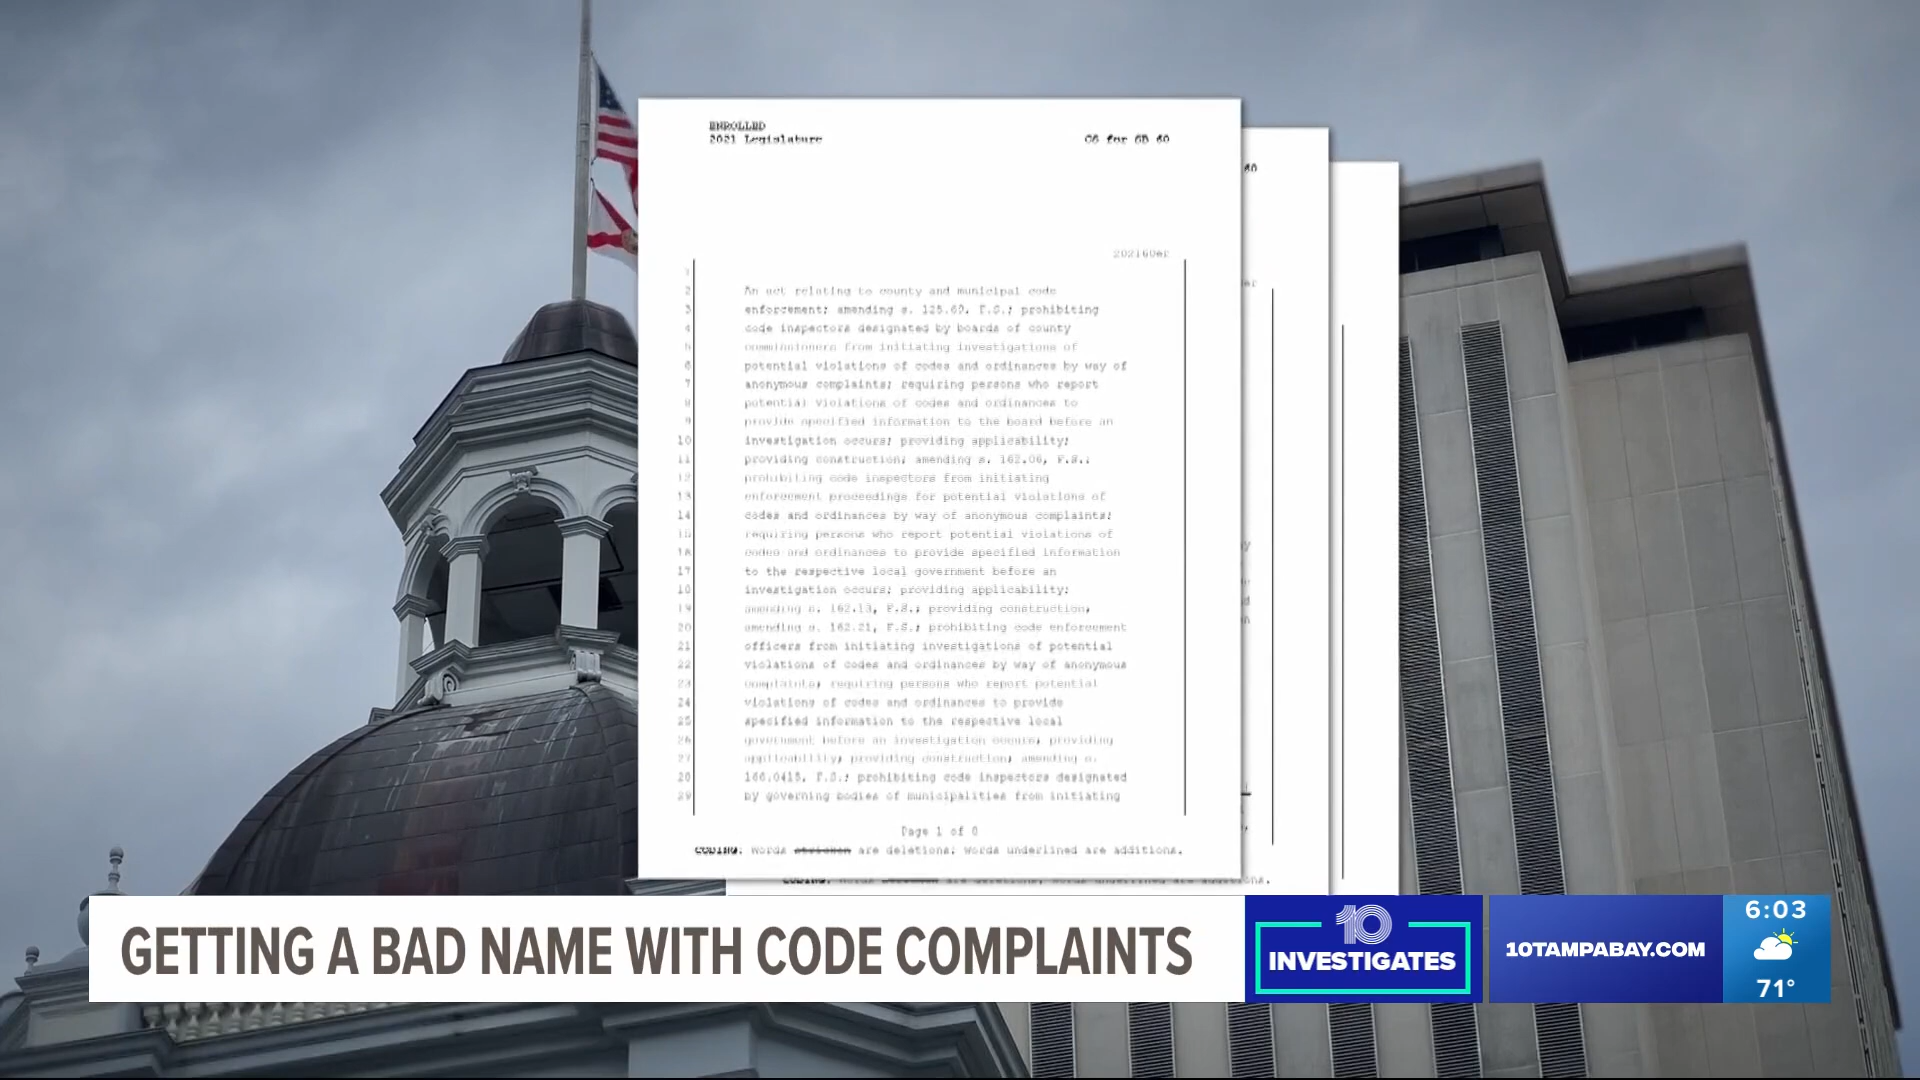 ENROLLED
2021 Legislature
CS for SB 60
60
202160er
er
1
2 An act relating to county and municipal code
3 enforcement; amending s. 125.69, F.S.; prohibiting
4 code inspectors designated by boards of county
5 commissioners from initiating investigations of
6 potential violations of codes and ordinances by way of
7 anonymous complaints; requiring persons who report
8 potential violations of codes and ordinances to
9 provide specified information to the board before an
10 investigation occurs; providing applicability;
11 providing construction; amending s. 162.06, F.S.;
12 prohibiting code inspectors from initiating
13 enforcement proceedings for potential violations of
14 codes and ordinances by way of anonymous complaints;
15 requiring persons who report potential violations of
16 codes and ordinances to provide specified information
17 to the respective local government before an
18 investigation occurs; providing applicability;
19 amending s. 162.13, F.S.; providing construction;
20 amending s. 162.21, F.S.; prohibiting code enforcement
21 officers from initiating investigations of potential
22 violations of codes and ordinances by way of anonymous
23 complaints; requiring persons who report potential
24 violations of codes and ordinances to provide
25 specified information to the respective local
26 government before an investigation occurs; providing
27 applicability; providing construction; amending s.
28 166.0415, F.S.; prohibiting code inspectors designated
29 by governing bodies of municipalities from initiating
Page 1 of
CODING: Words stricken are deletions; words underlined are additions.
GETTING A BAD NAME WITH CODE COMPLAINTS
10
INVESTIGATES
10TAMPABAY.COM
6:03
71°